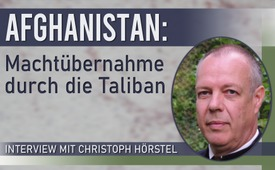 AFGHANISTAN:
Machtübernahme
durch die Taliban
INTERVIEW MIT CHRISTOPH HÖRSTEL